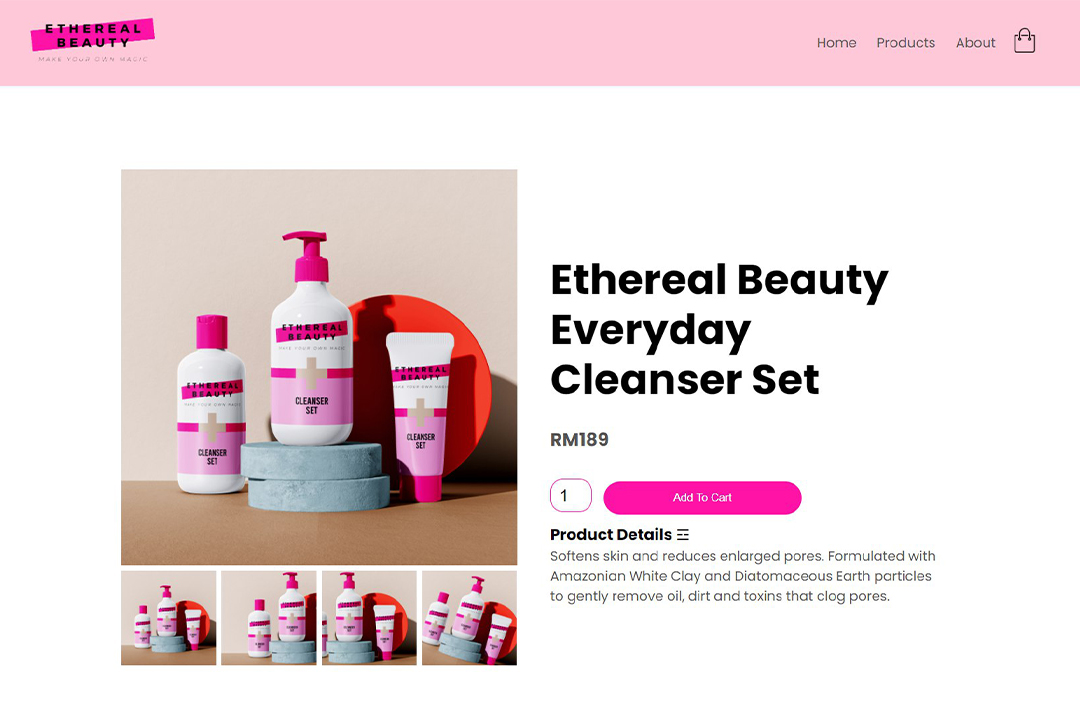 ETHEREAL
BEAUTY
MAKE YOUR OWN MAGIC
Home Products About
ETHEREAL
BEAUTY
MAKE YOUR OWN MAGIC
CLEANSER
SET
ETHEREAL
BEAUTY
MAKE YOUR OWN MAGIC
CLEANSER
SET
ETHEREAL
BEAUTY
MAKE YOUR OWN MAGIC
CLEANSER
SET
Ethereal Beauty
Everyday
Cleanser Set
RM189
1 Add To Cart
Product Details
Softens skin and reduces enlarged pores. Formulated with
Amazonian White Clay and Diatomaceous Earth particles
to gently remove oil, dirt and toxins that clog pores.